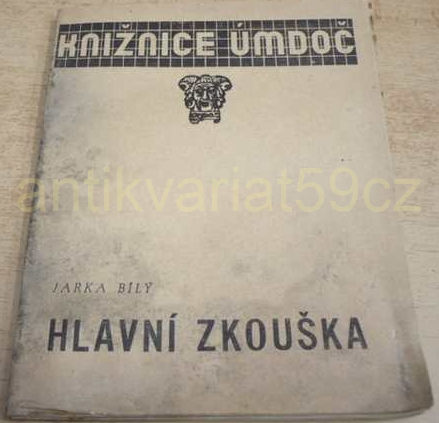 KNIŽNICE ÚMDOČ
antikvariat59cz
JARKA BÍLÝ
HLAVNÍ ZKOUŠKA